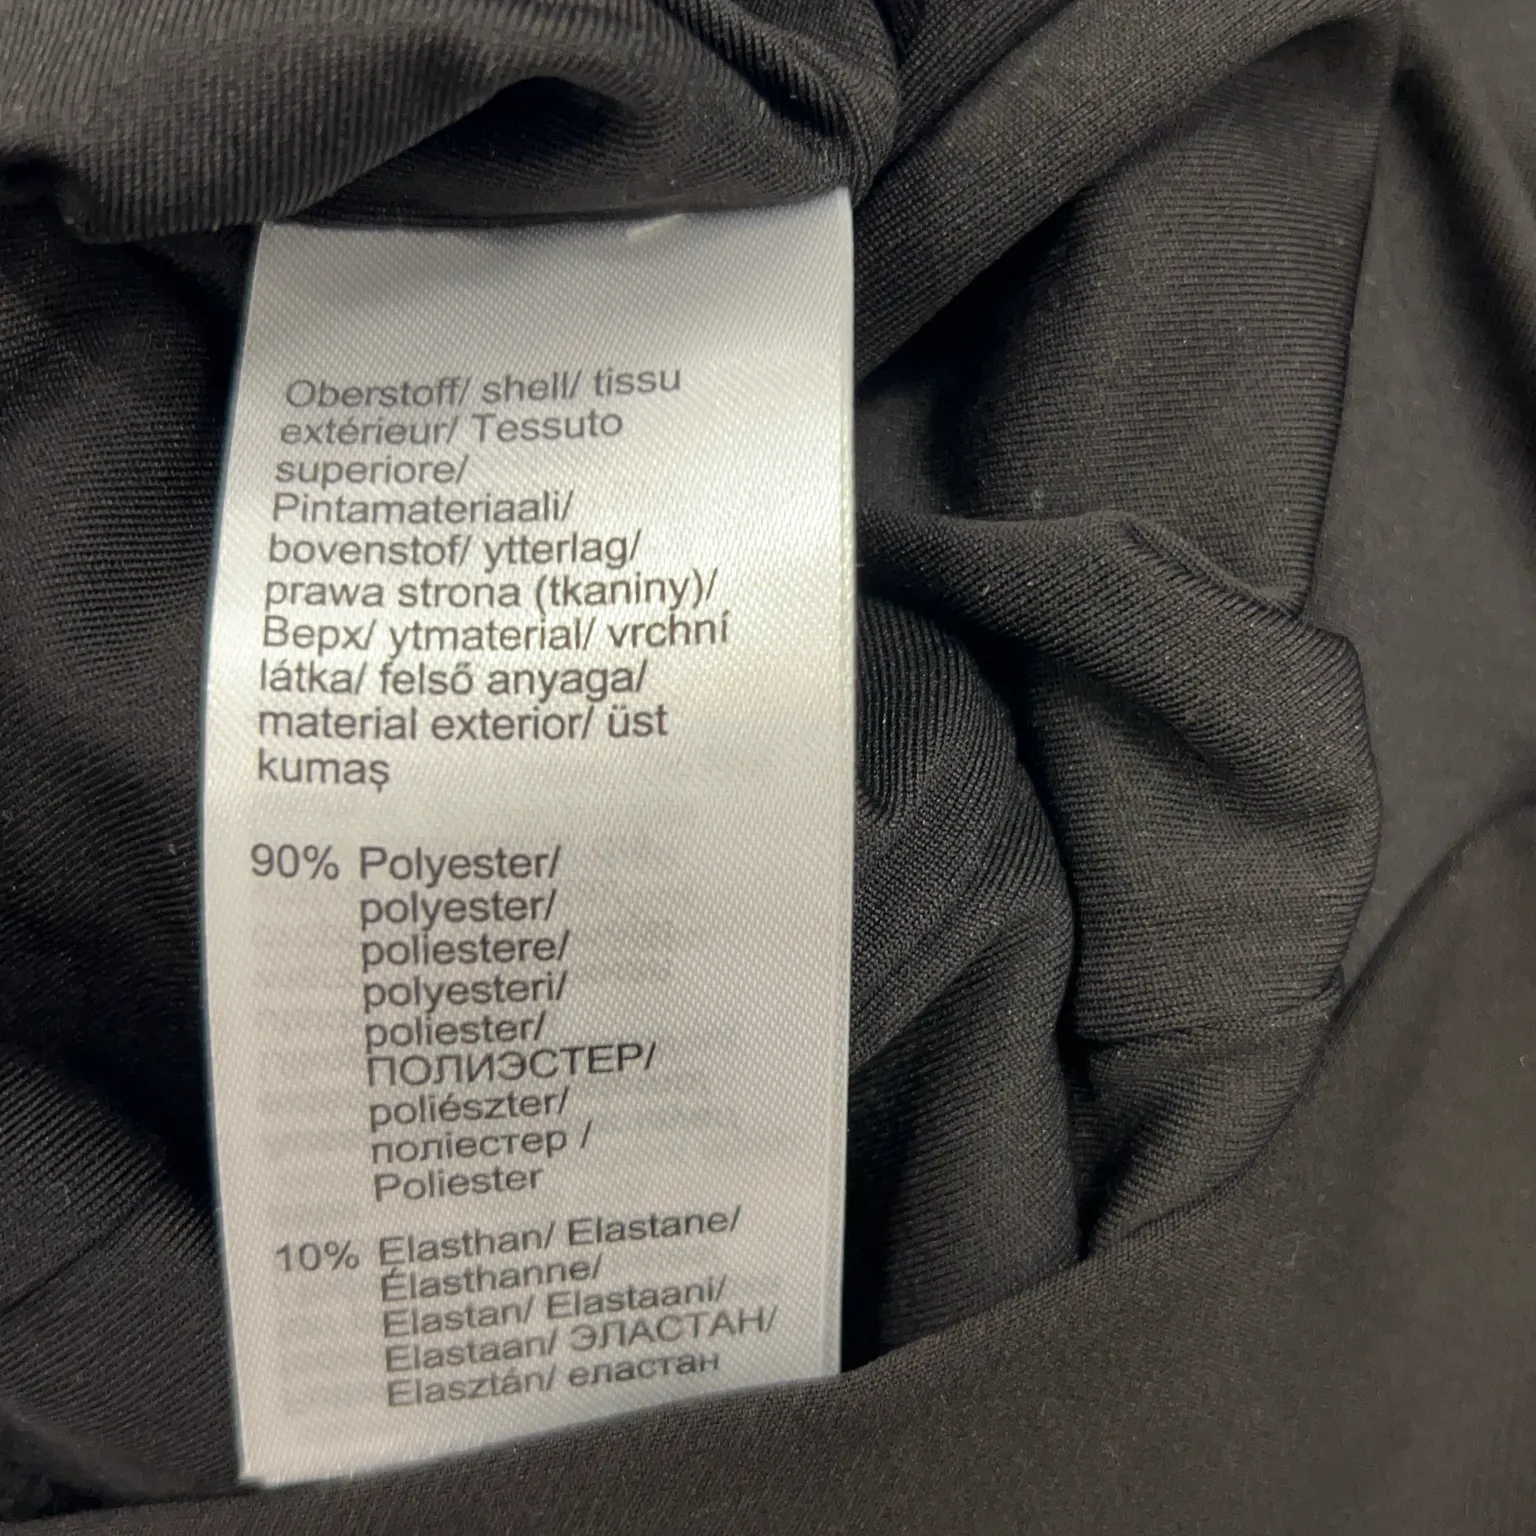 Oberstoff/ shell/ tissu
extérieur/ Tessuto
superiore/
Pintamateriaali/
bovenstof/ ytterlag/
prawa strona (tkaniny)/
Верх/ ytmaterial/ vrchní
látka/ felső anyaga/
material exterior/ üst
kumaş
90% Polyester/
polyester/
poliestere/
polyesteri/
poliester/
ПОЛИЭСТЕР/
poliészter/
поліестер /
Poliester
10% Elasthan/ Elastane/
Élasthanne/
Elastan/ Elastaani/
Elastaan/ ЭЛАСТАН/
Elasztán/ еластан